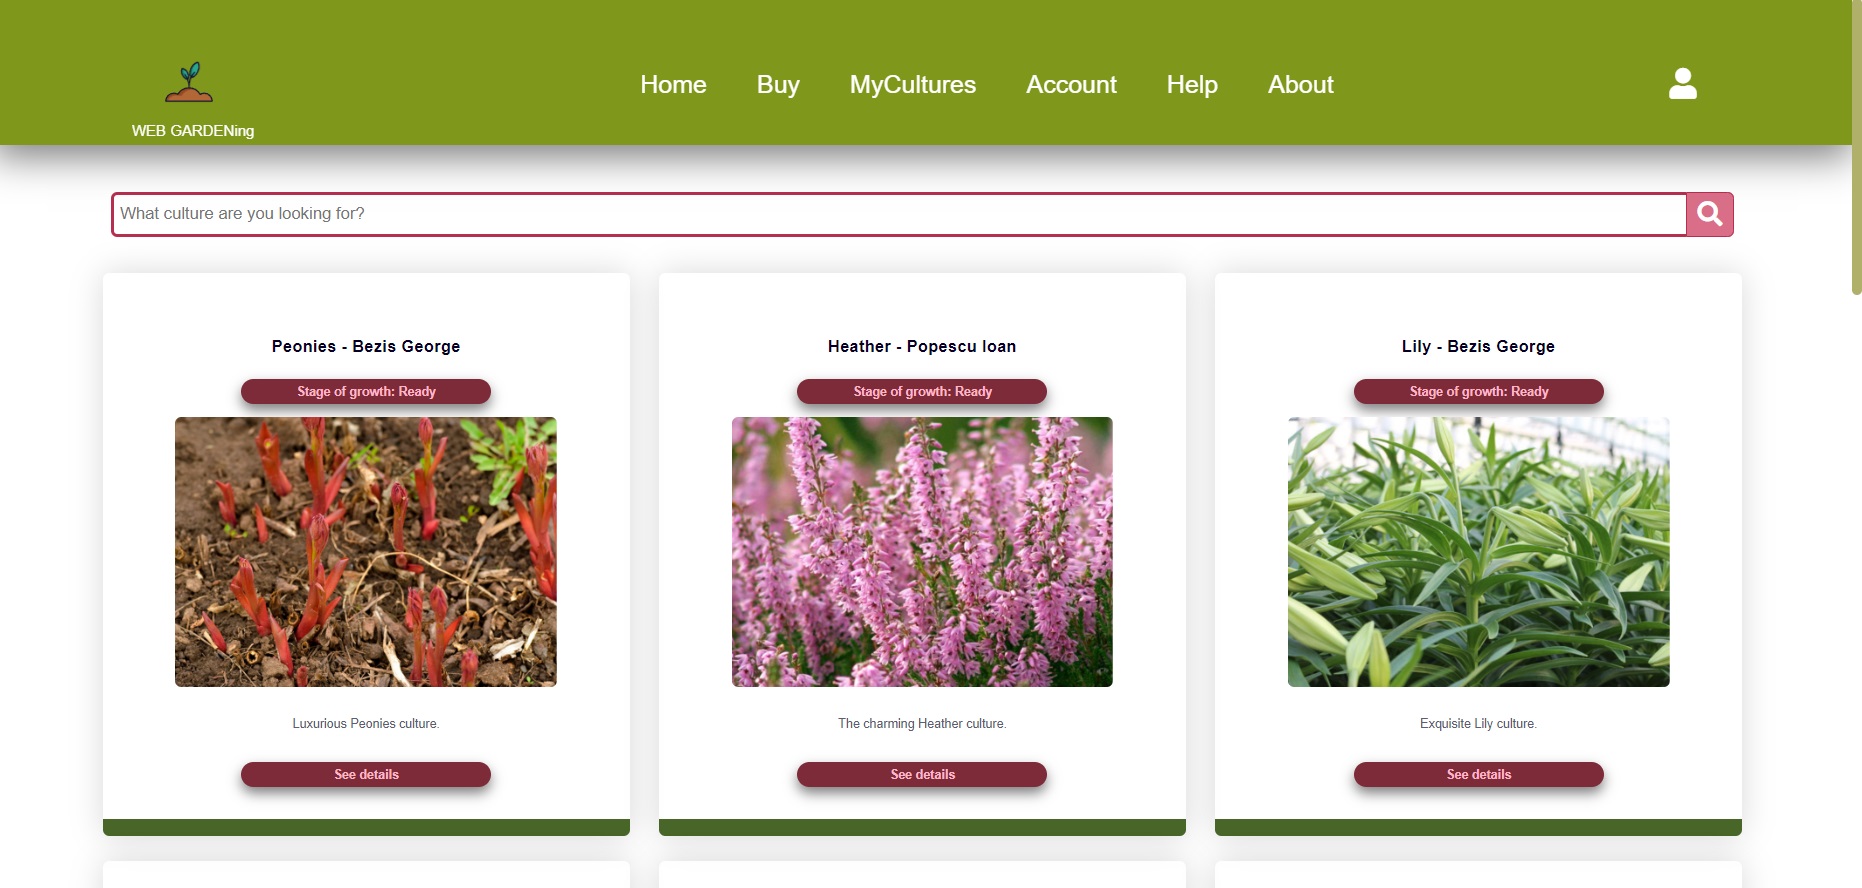 Home Buy MyCultures Account Help About
WEB GARDENing
What culture are you looking for?
Peonies - Bezis George
Stage of growth: Ready
Luxurious Peonies culture.
See details
Heather - Popescu Ioan
Stage of growth: Ready
The charming Heather culture.
See details
Lily - Bezis George
Stage of growth: Ready
Exquisite Lily culture.
See details